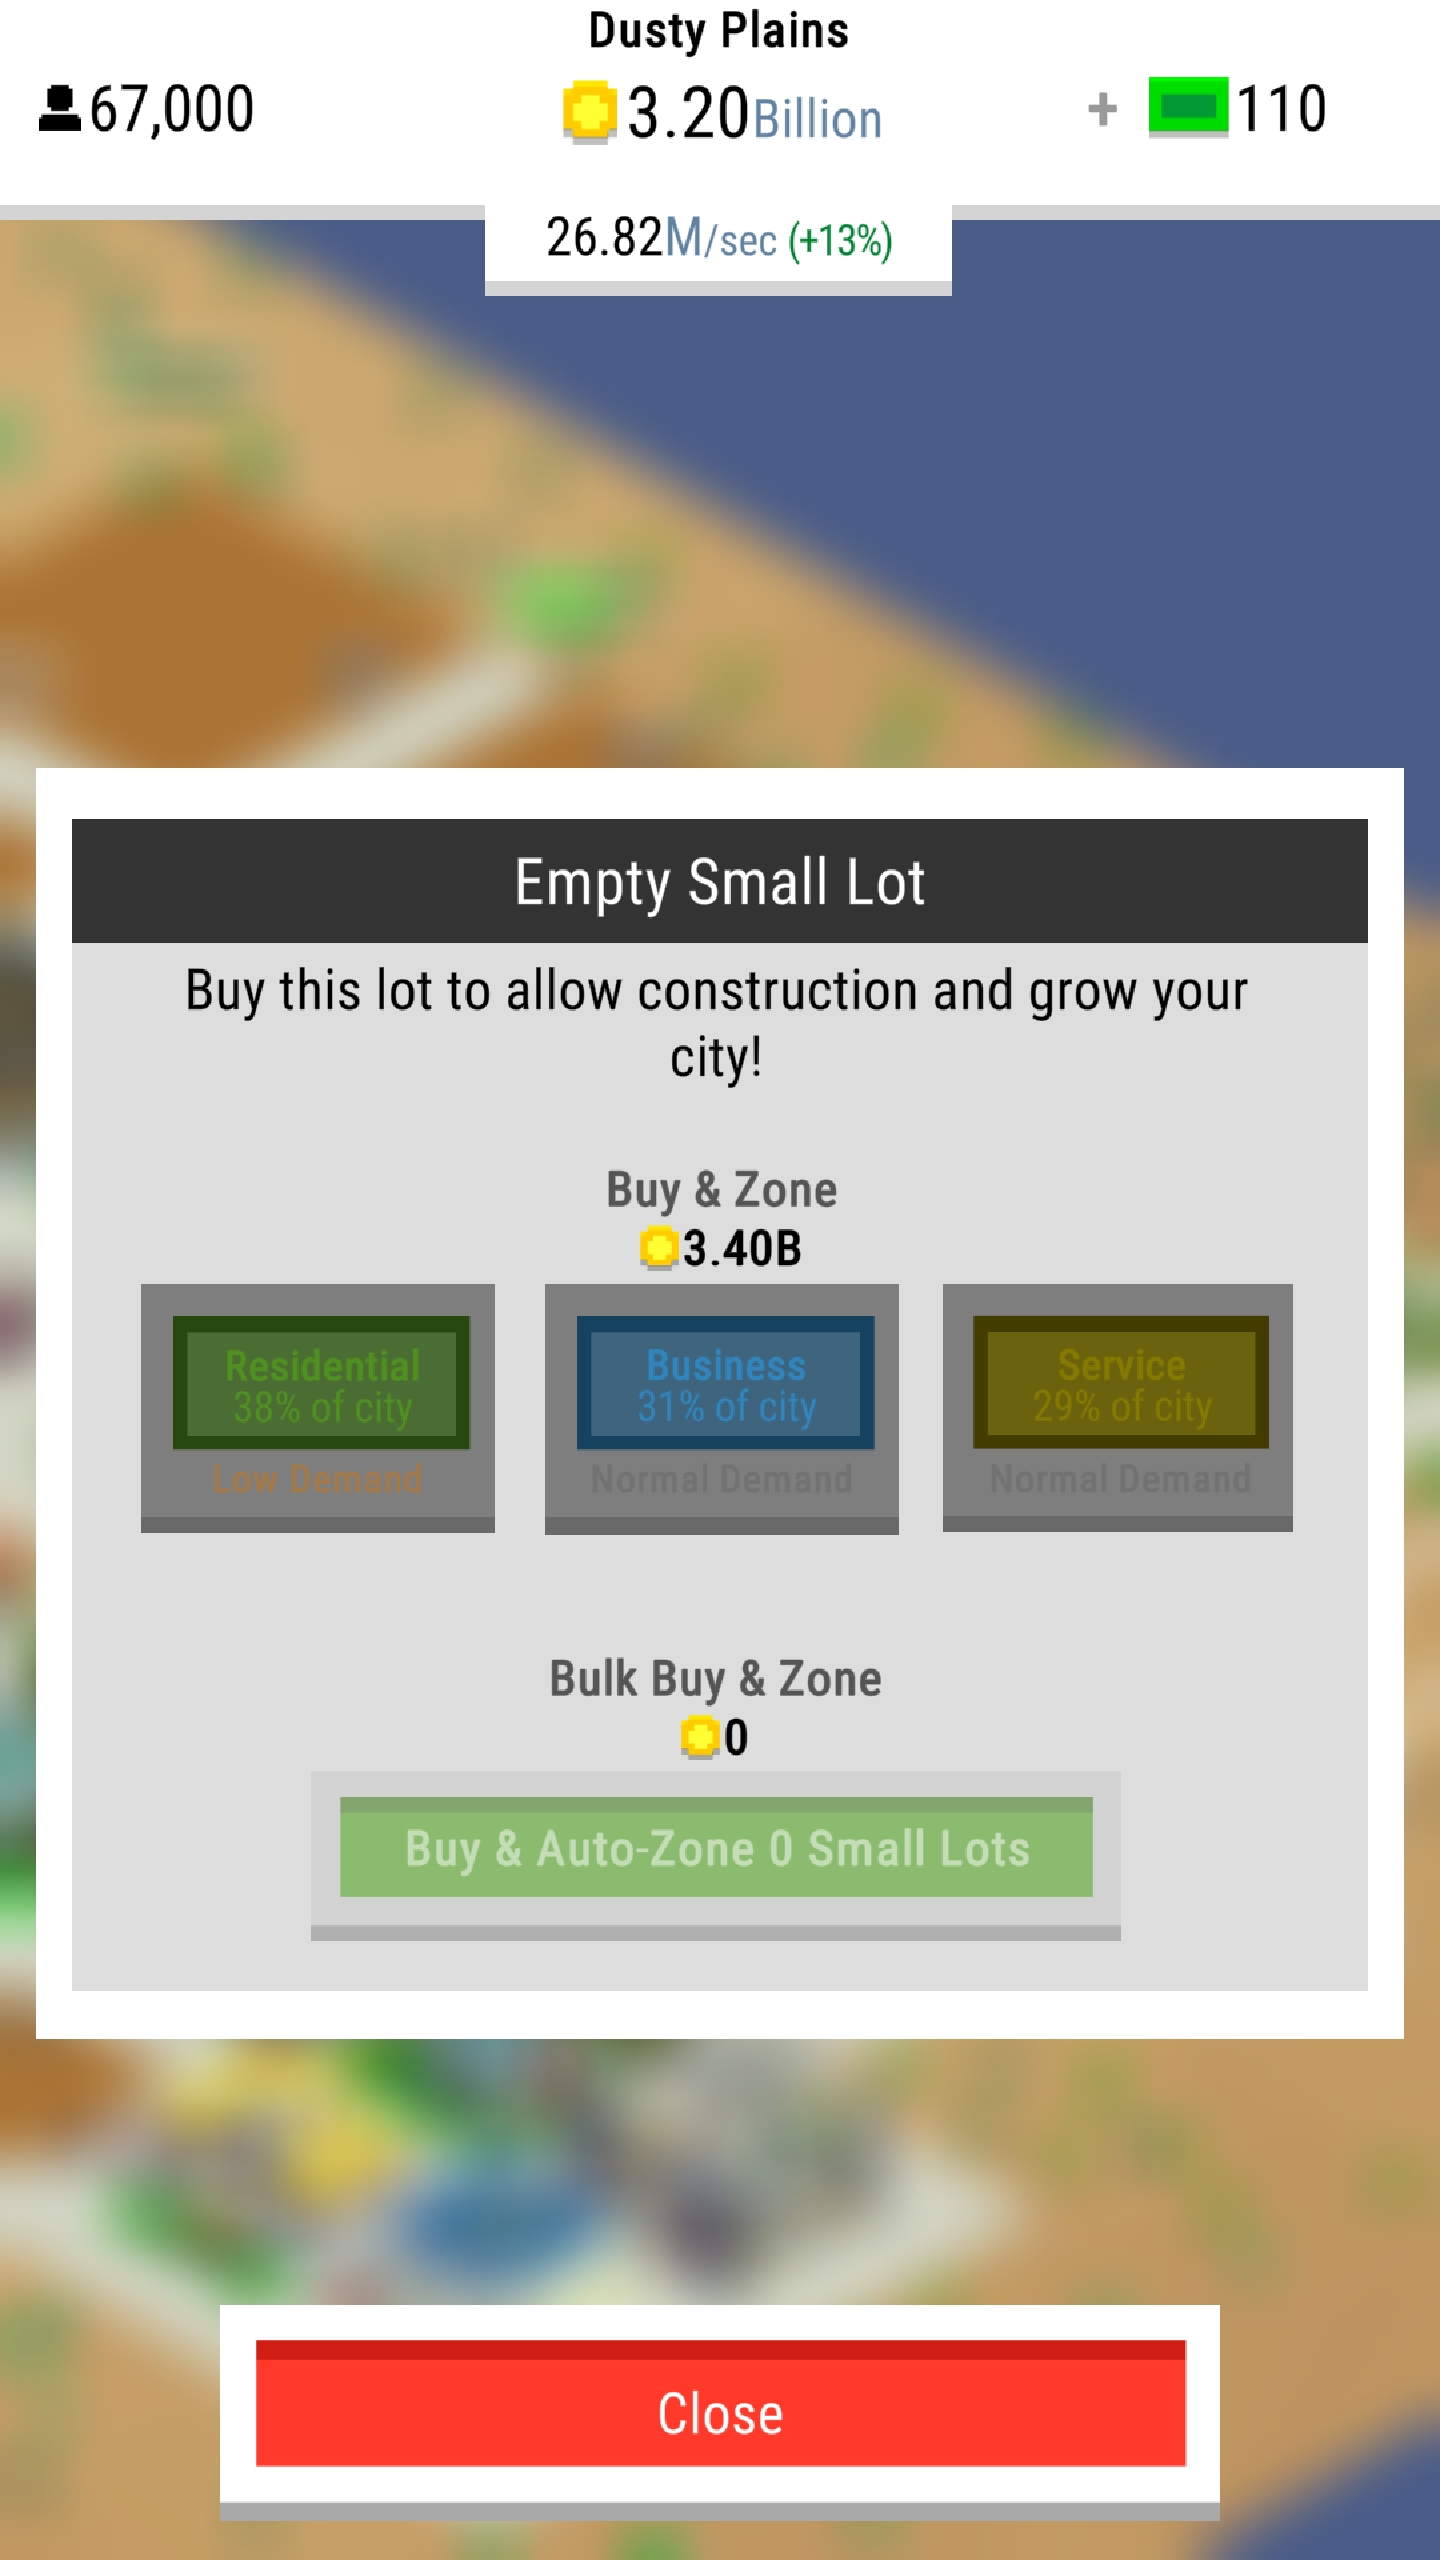 Dusty Plains
67,000
3.20Billion
+ 110
26.82M/sec (+13%)
Empty Small Lot
Buy this lot to allow construction and grow your
city!
Buy & Zone
3.40B
Residential
38% of city
Low Demand
Business
31% of city
Normal Demand
Service
29% of city
Normal Demand
Bulk Buy & Zone
0
Buy & Auto-Zone 0 Small Lots
Close